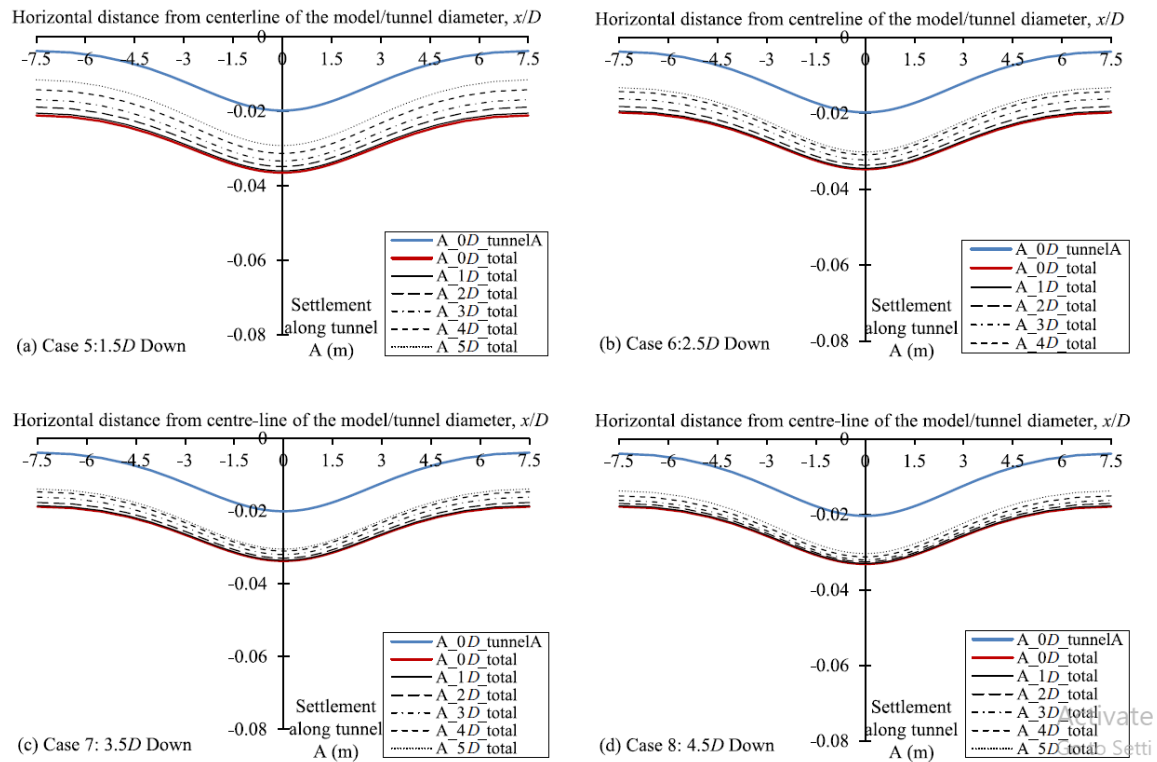 Horizontal distance from centerline of the model/tunnel diameter, x/D
0
-7.5 -6 -4.5 -3 -1.5 0 1.5 3 4.5 6 7.5
-0.02
-0.04
-0.06
-0.08
Settlement
along tunnel
A (m)
A_0D_tunnelA
A_0D_total
A_1D_total
A_2D_total
A_3D_total
A_4D_total
A_5D_total
(a) Case 5:1.5D Down
Horizontal distance from centreline of the model/tunnel diameter, x/D
0
-7.5 -6 -4.5 -3 -1.5 0 1.5 3 4.5 6 7.5
-0.02
-0.04
-0.06
-0.08
Settlement
along tunnel
A (m)
A_0D_tunnelA
A_0D_total
A_1D_total
A_2D_total
A_3D_total
A_4D_total
(b) Case 6:2.5D Down
Horizontal distance from centre-line of the model/tunnel diameter, x/D
0
-7.5 -6 -4.5 -3 -1.5 0 1.5 3 4.5 6 7.5
-0.02
-0.04
-0.06
-0.08
Settlement
along tunnel
A (m)
A_0D_tunnelA
A_0D_total
A_1D_total
A_2D_total
A_3D_total
A_4D_total
A_5D_total
(c) Case 7: 3.5D Down
Horizontal distance from centre-line of the model/tunnel diameter, x/D
0
-7.5 -6 -4.5 -3 -1.5 0 1.5 3 4.5 6 7.5
-0.02
-0.04
-0.06
-0.08
Settlement
along tunnel
A (m)
A_0D_tunnelA
A_0D_total
A_1D_total
A_2D_total
A_3D_total
A_4D_total
A_5D_total
(d) Case 8: 4.5D Down
Activate
Go to Setti